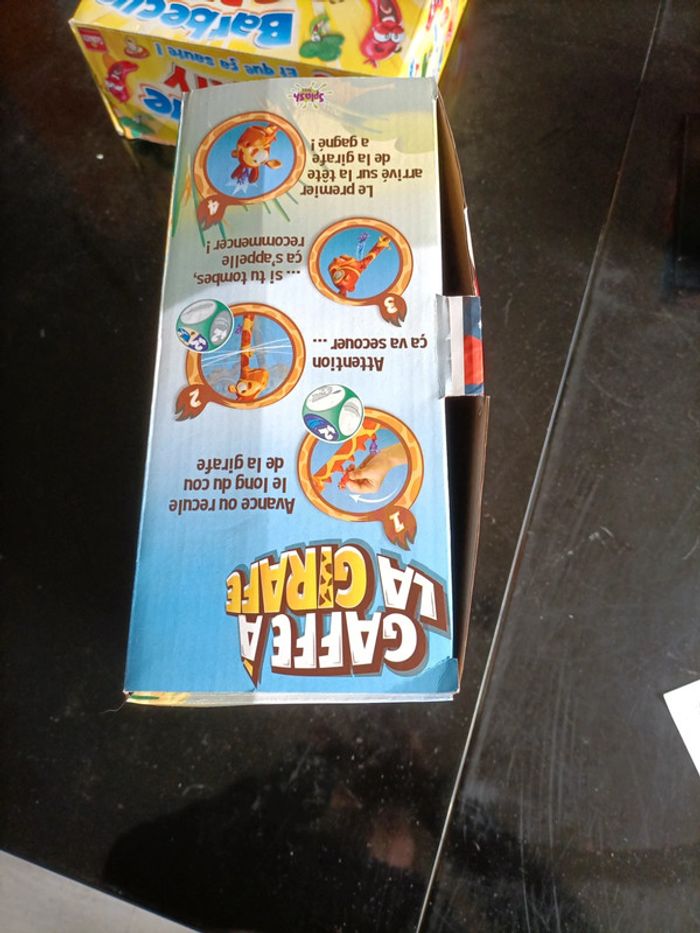 GAFFE À
LA GIRAFE
1
Avance ou recule
le long du cou
de la girafe
2
Attention
ça va secouer ...
3
... si tu tombes,
ça s'appelle
recommencer !
4
Le premier
arrivé sur la tête
de la girafe
a gagné !
Splash
Barbecue
Et que ça saute !